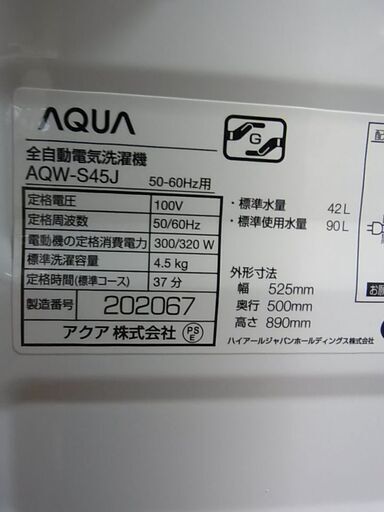 AQUA
G
全自動電気洗濯機
AQW-S45J 50-60Hz用
定格電圧 100V
定格周波数 50/60Hz
電動機の定格消費電力 300/320 W
標準洗濯容量 4.5 kg
定格時間(標準コース) 37 分
製造番号 202067
アクア 株式会社 PSE
・標準水量 42L
・標準使用水量 90L
外形寸法
幅 525mm
奥行 500mm
高さ 890mm
ハイアールジャパンホールディングス株式会社
配
お願